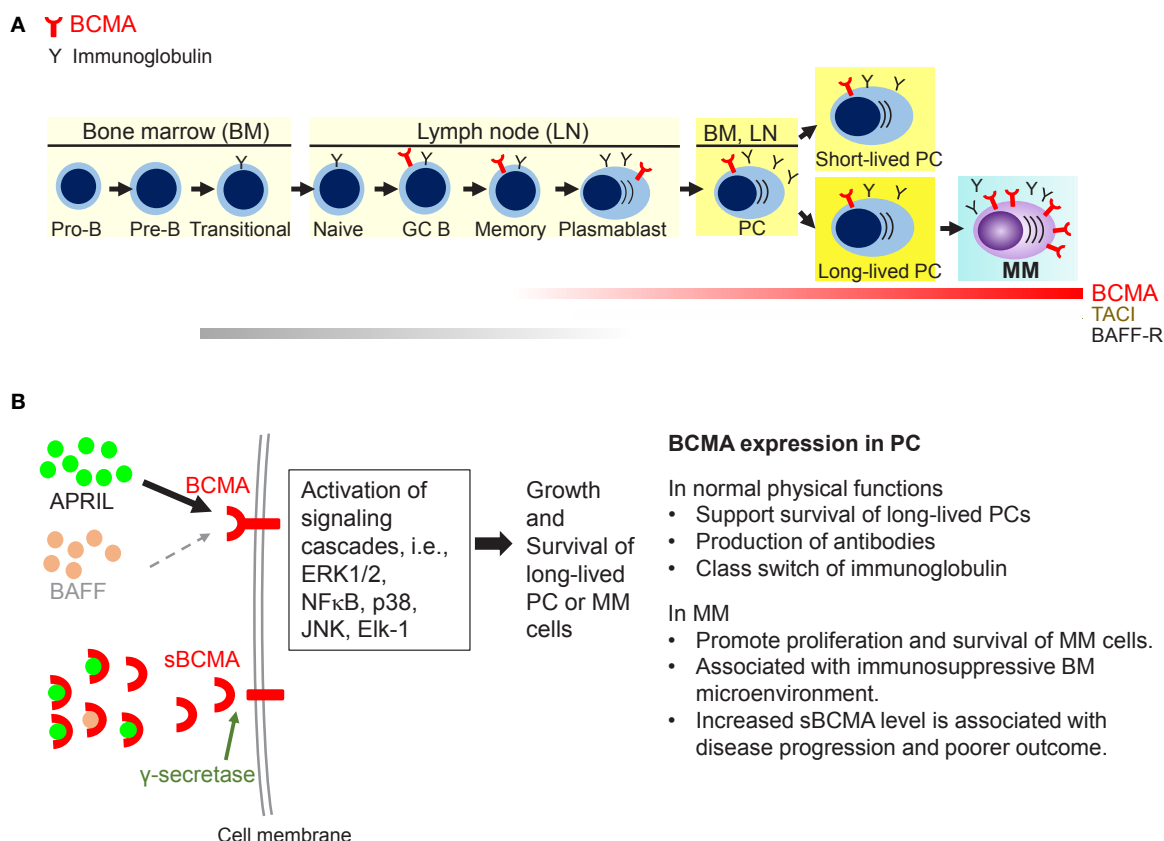 A
BCMA
Y Immunoglobulin
Bone marrow (BM)
Lymph node (LN)
BM, LN
Pro-B
Pre-B
Transitional
Naive
GC B
Memory
Plasmablast
PC
Short-lived PC
Long-lived PC
MM
BCMA
TACI
BAFF-R
B
APRIL
BAFF
BCMA
sBCMA
γ-secretase
Cell membrane
Activation of
signaling
cascades, i.e.,
ERK1/2,
NFκB, p38,
JNK, Elk-1
Growth
and
Survival of
long-lived
PC or MM
cells
BCMA expression in PC
In normal physical functions
• Support survival of long-lived PCs
• Production of antibodies
• Class switch of immunoglobulin
In MM
• Promote proliferation and survival of MM cells.
• Associated with immunosuppressive BM
microenvironment.
• Increased sBCMA level is associated with
disease progression and poorer outcome.